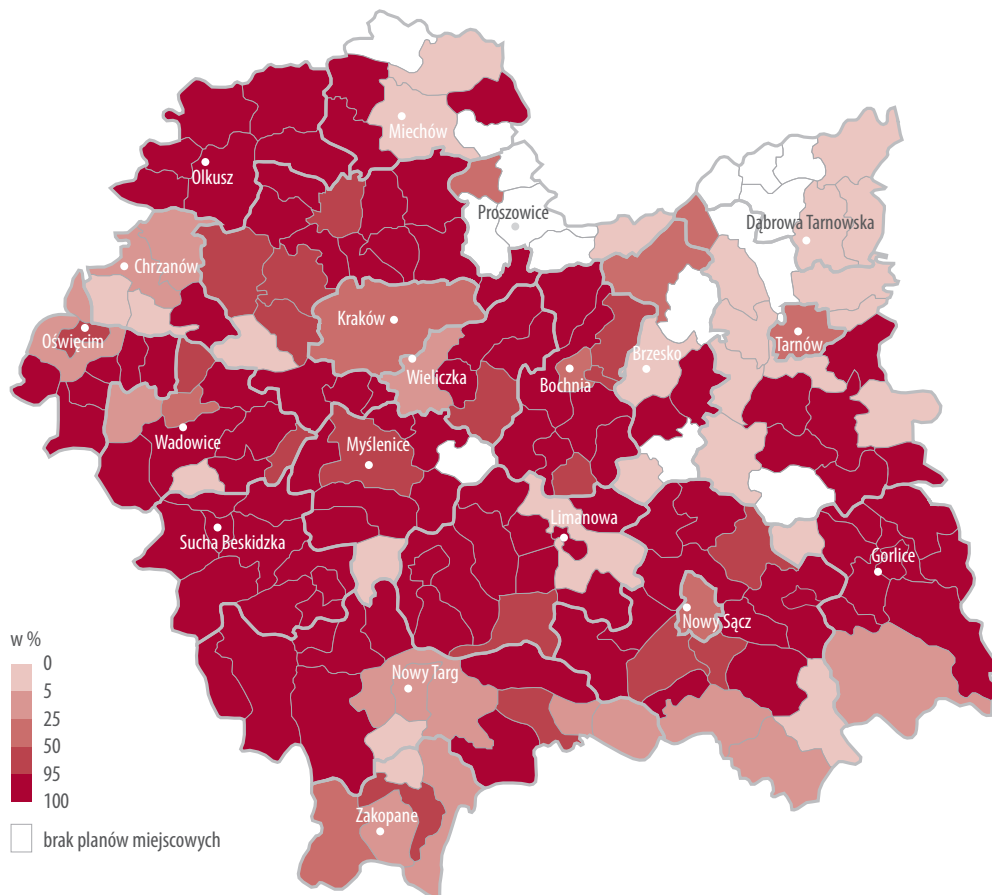 Miechów
Olkusz
Proszowice
Dąbrowa Tarnowska
Chrzanów
Kraków
Oświęcim
Tarnów
Wieliczka
Brzesko
Bochnia
Wadowice
Myślenice
Limanowa
Sucha Beskidzka
Gorlice
Nowy Sącz
w %
0
Nowy Targ
5
25
50
95
100
Zakopane
brak planów miejscowych